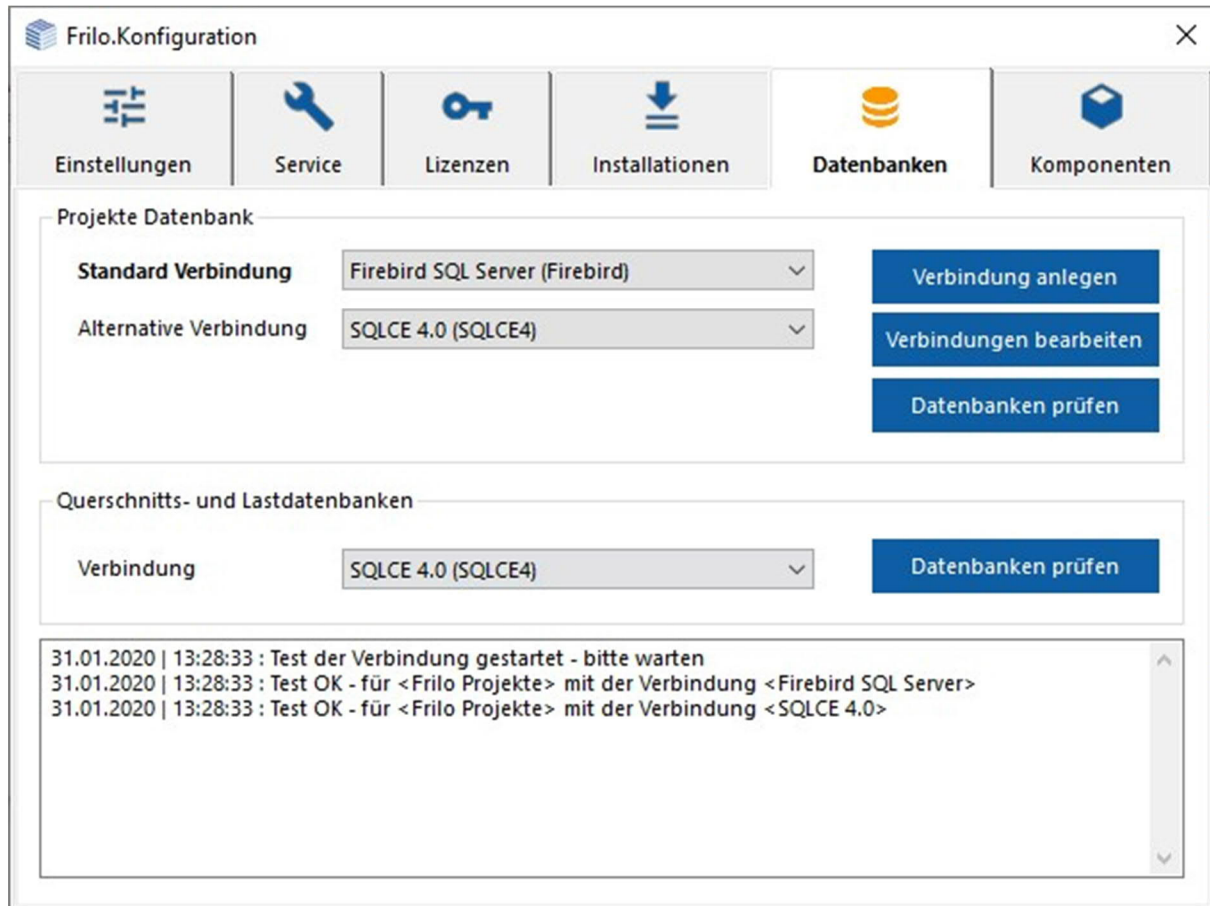 Frilo.Konfiguration
Einstellungen
Service
Lizenzen
Installationen
Datenbanken
Komponenten
Projekte Datenbank
Standard Verbindung
Firebird SQL Server (Firebird)
Verbindung anlegen
Alternative Verbindung
SQLCE 4.0 (SQLCE4)
Verbindungen bearbeiten
Datenbanken prüfen
Querschnitts- und Lastdatenbanken
Verbindung
SQLCE 4.0 (SQLCE4)
Datenbanken prüfen
31.01.2020 | 13:28:33 : Test der Verbindung gestartet - bitte warten
31.01.2020 | 13:28:33 : Test OK - für <Frilo Projekte> mit der Verbindung <Firebird SQL Server>
31.01.2020 | 13:28:33 : Test OK - für <Frilo Projekte> mit der Verbindung <SQLCE 4.0>